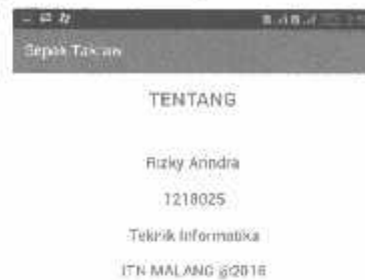 Sepak Takraw
TENTANG
Rizky Arindra
1218025
Teknik Informatika
ITN MALANG @2016